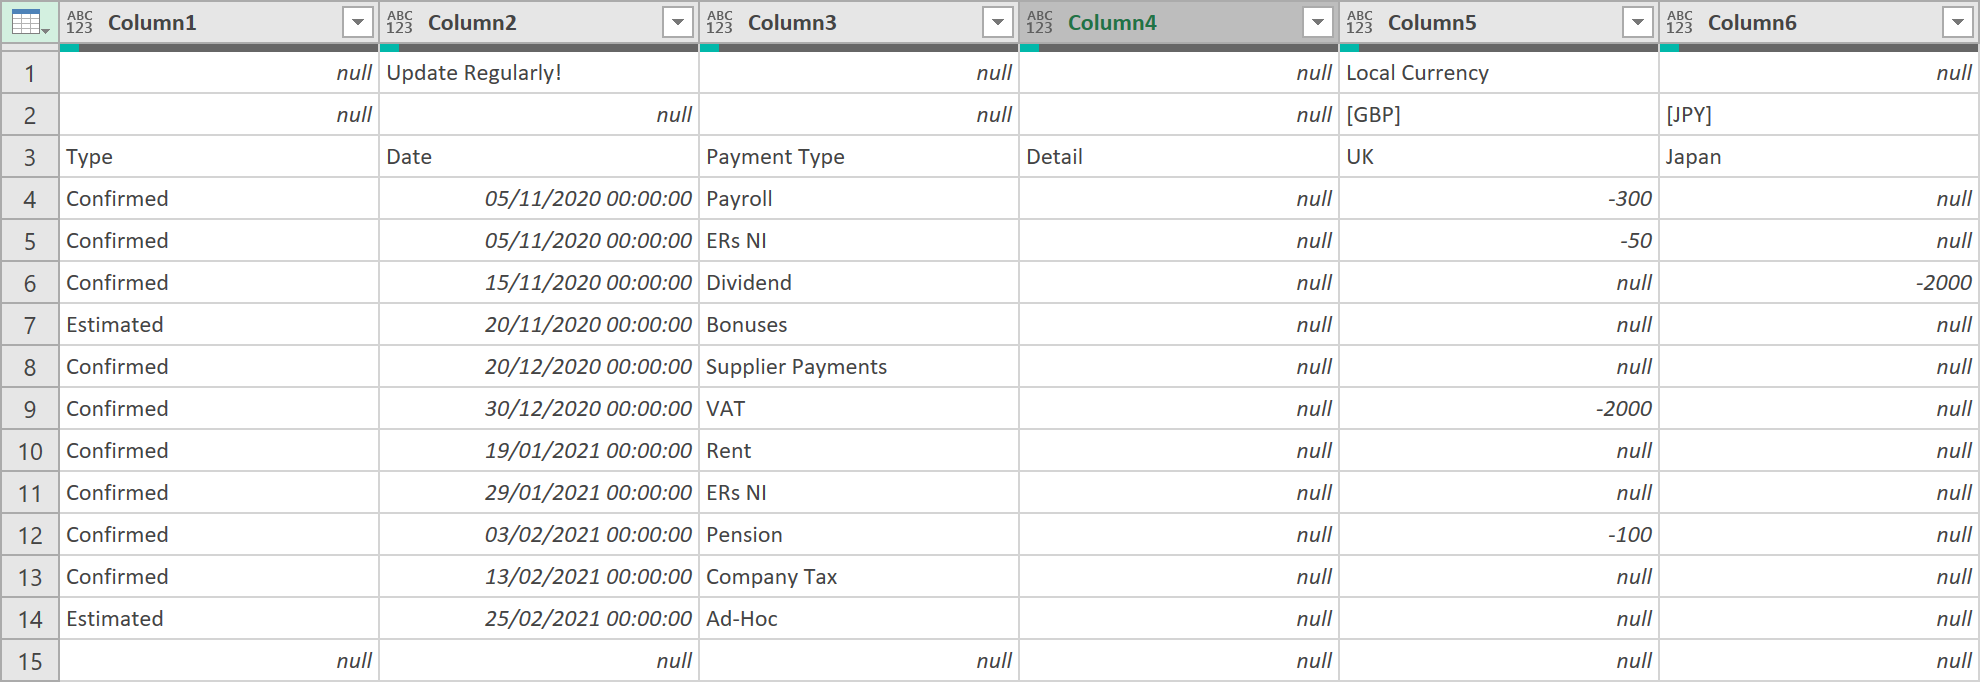 ABC 123 Column1 ABC 123 Column2 ABC 123 Column3 ABC 123 Column4 ABC 123 Column5 ABC 123 Column6
1 null Update Regularly! null null Local Currency null
2 null null null null [GBP] [JPY]
3 Type Date Payment Type Detail UK Japan
4 Confirmed 05/11/2020 00:00:00 Payroll null -300 null
5 Confirmed 05/11/2020 00:00:00 ERs NI null -50 null
6 Confirmed 15/11/2020 00:00:00 Dividend null null -2000
7 Estimated 20/11/2020 00:00:00 Bonuses null null null
8 Confirmed 20/12/2020 00:00:00 Supplier Payments null null null
9 Confirmed 30/12/2020 00:00:00 VAT null -2000 null
10 Confirmed 19/01/2021 00:00:00 Rent null null null
11 Confirmed 29/01/2021 00:00:00 ERs NI null null null
12 Confirmed 03/02/2021 00:00:00 Pension null -100 null
13 Confirmed 13/02/2021 00:00:00 Company Tax null null null
14 Estimated 25/02/2021 00:00:00 Ad-Hoc null null null
15 null null null null null null